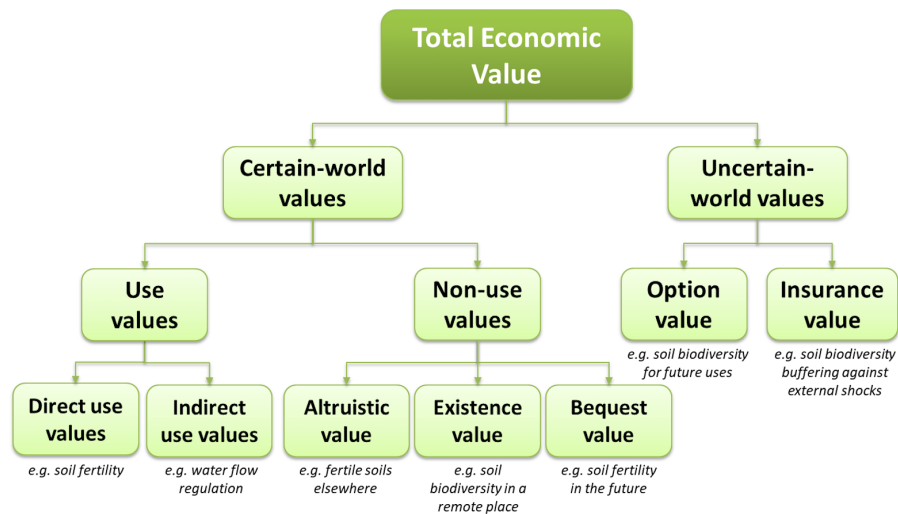 Total Economic
Value
Certain-world
values
Uncertain-
world values
Use
values
Non-use
values
Option
value
Insurance
value
e.g. soil biodiversity
for future uses
e.g. soil biodiversity
buffering against
external shocks
Direct use
values
Indirect
use values
Altruistic
value
Existence
value
Bequest
value
e.g. soil fertility
e.g. water flow
regulation
e.g. fertile soils
elsewhere
e.g. soil
biodiversity in a
remote place
e.g. soil fertility
in the future